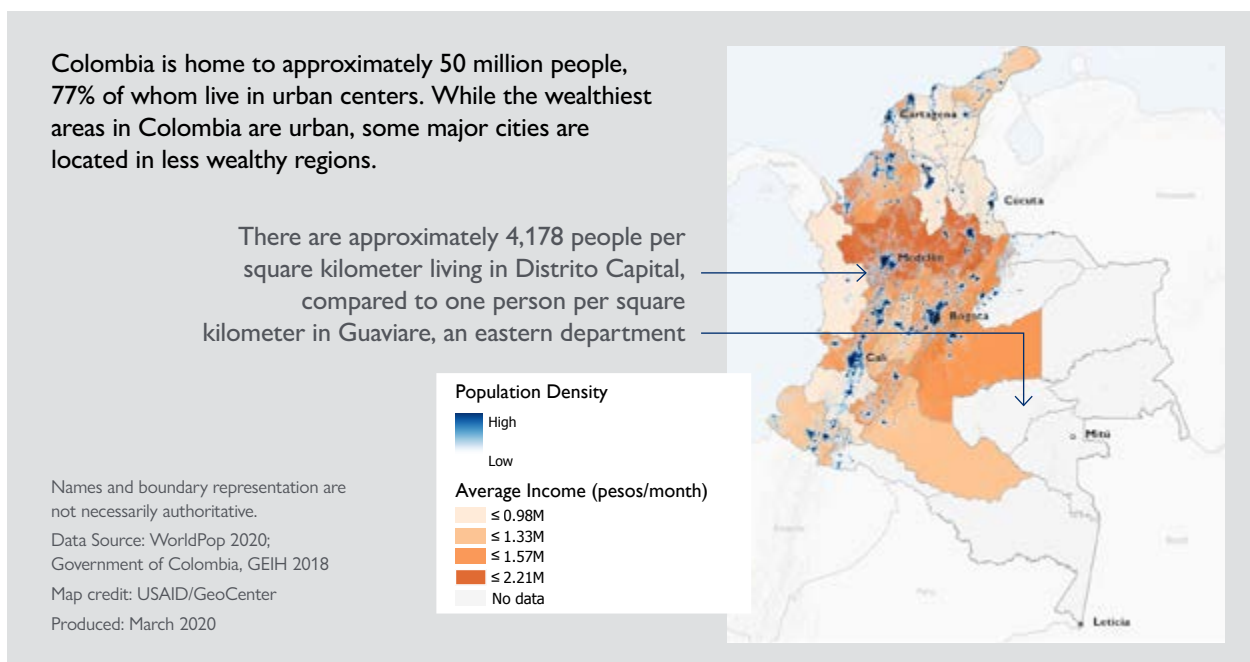 Colombia is home to approximately 50 million people,
77% of whom live in urban centers. While the wealthiest
areas in Colombia are urban, some major cities are
located in less wealthy regions.
There are approximately 4,178 people per
square kilometer living in Distrito Capital,
compared to one person per square
kilometer in Guaviare, an eastern department
Population Density
High
Low
Average Income (pesos/month)
≤ 0.98M
≤ 1.33M
≤ 1.57M
≤ 2.21M
No data
Names and boundary representation are
not necessarily authoritative.
Data Source: WorldPop 2020;
Government of Colombia, GEIH 2018
Map credit: USAID/GeoCenter
Produced: March 2020
Cartagena
Cucuta
Medellin
Bogota
Cali
Mitú
Leticia